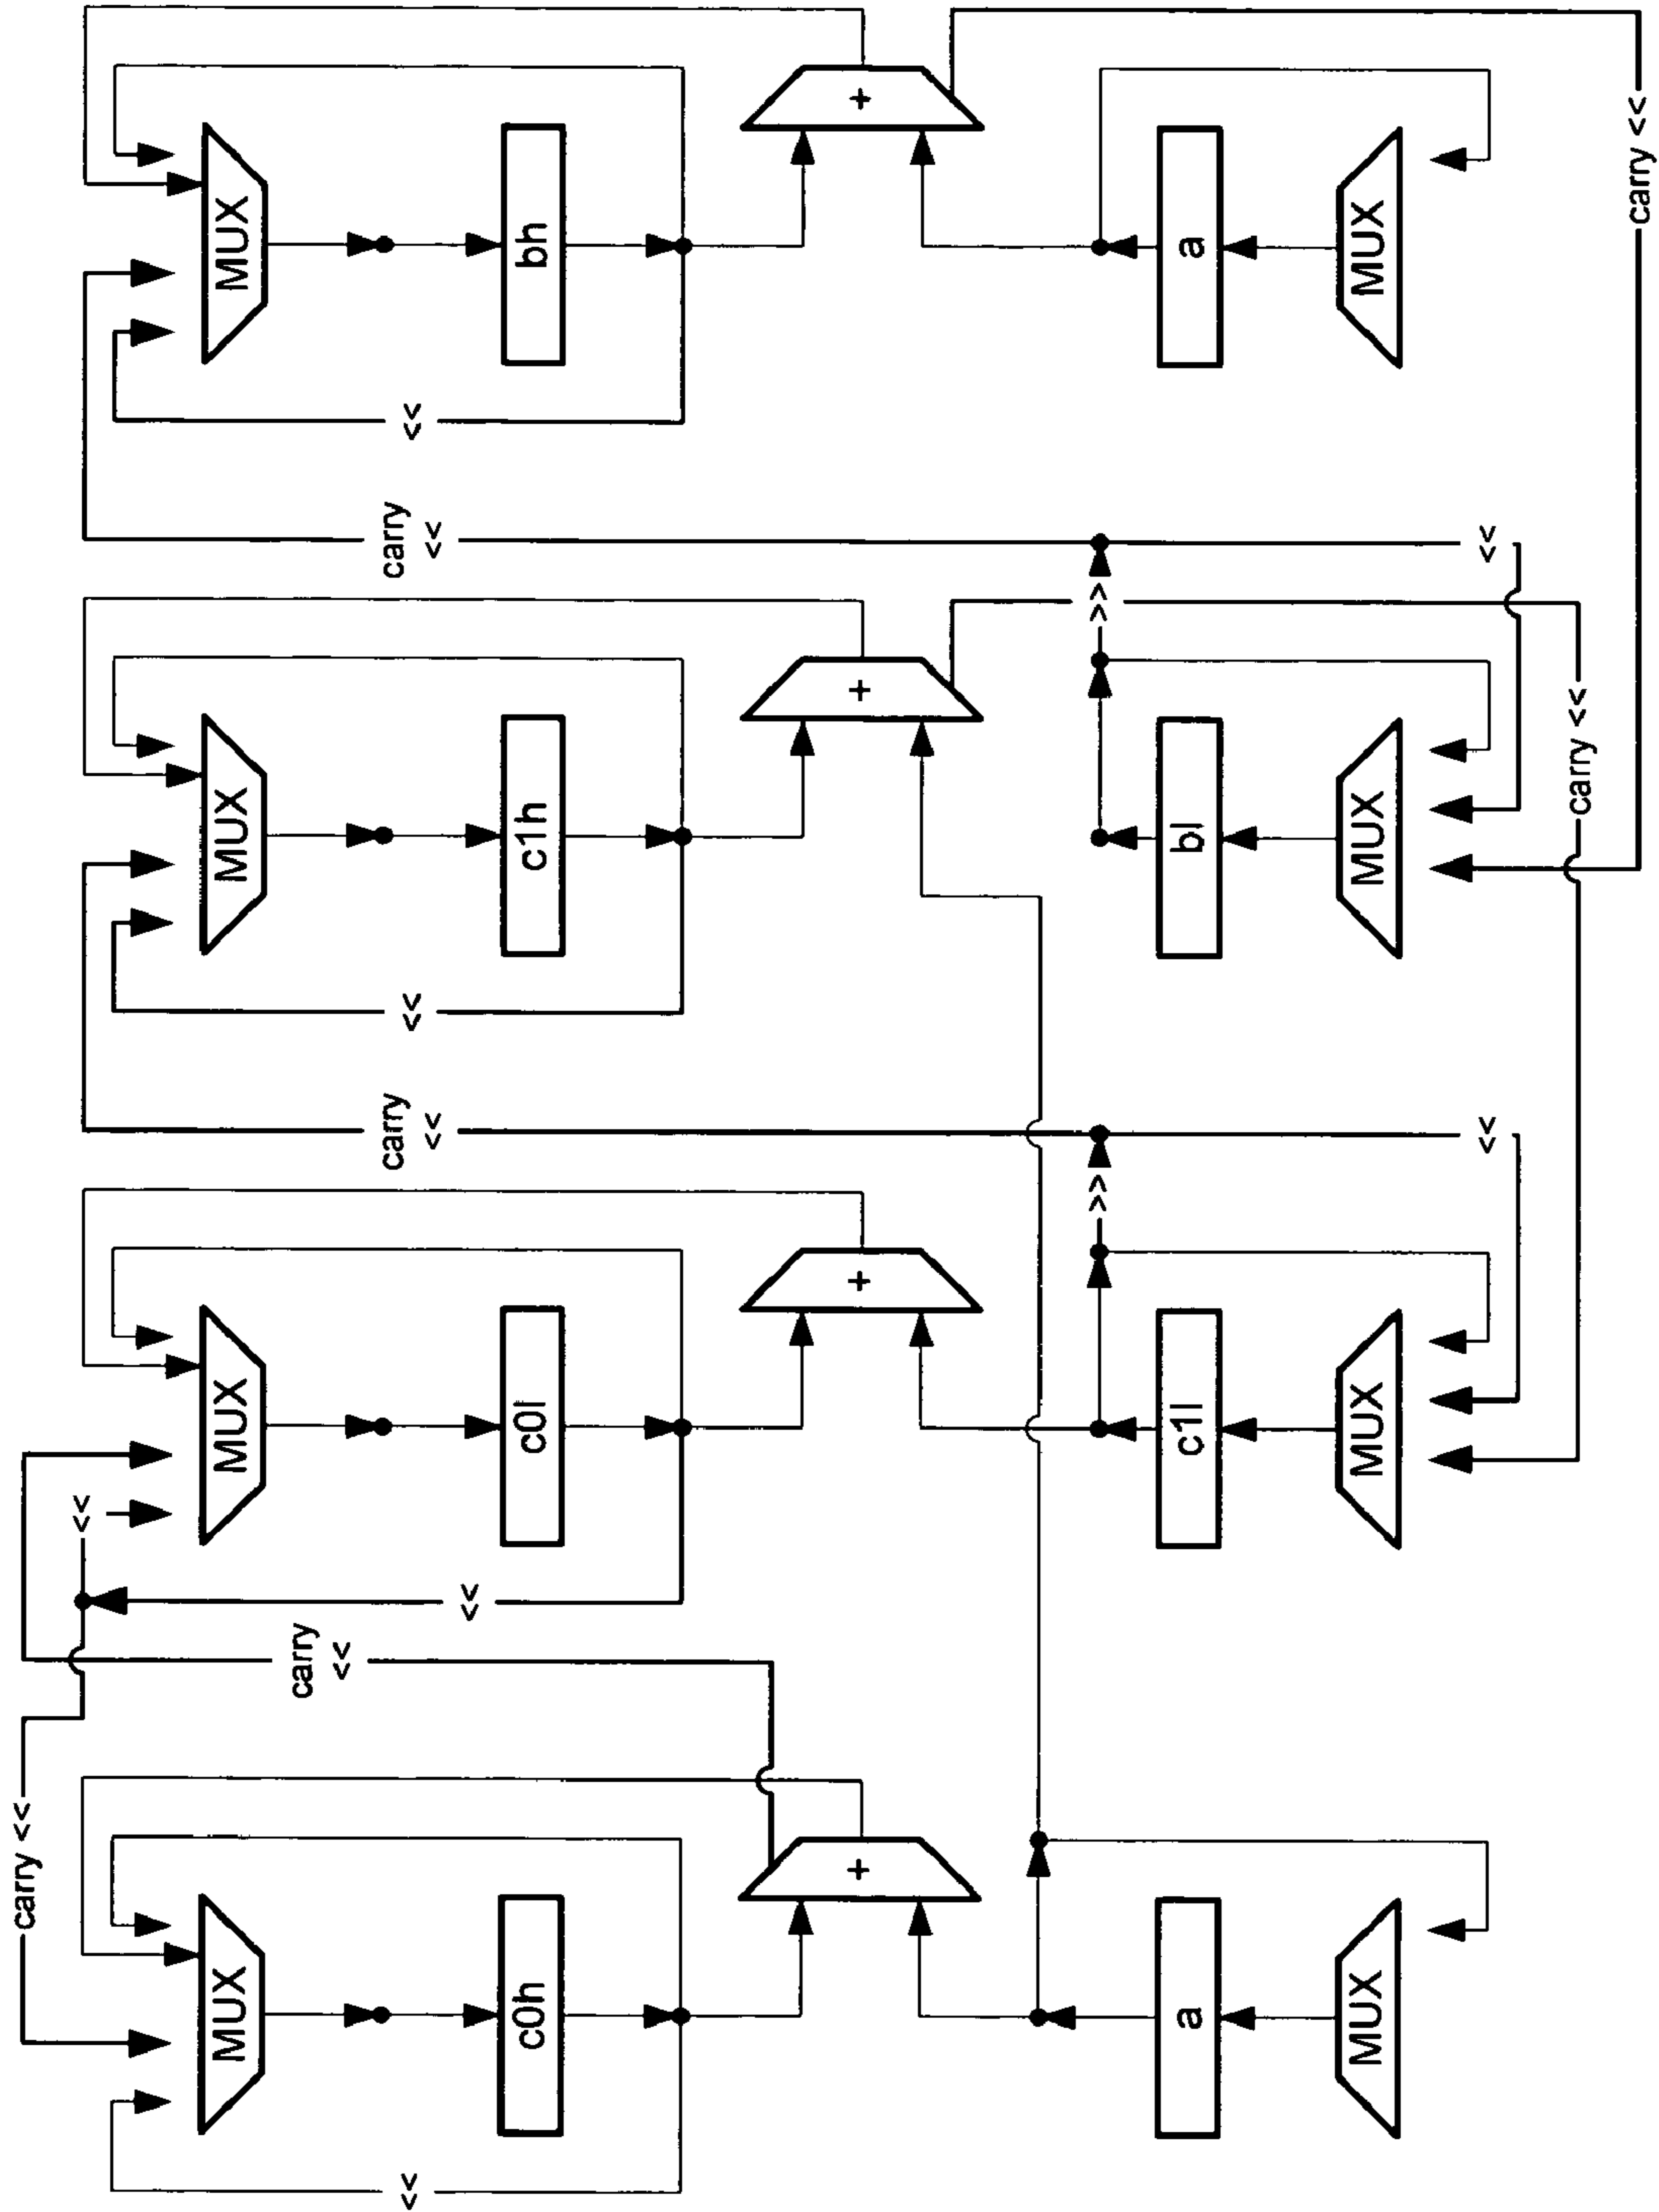 carry <<
<<
MUX MUX MUX MUX
carry
<<
carry carry
<< << <<
<< <<
<<
c0h c0l c1h bh
+ + + +
>> >>
a c1l bl a
MUX MUX MUX MUX
<< <<
carry <<
carry <<